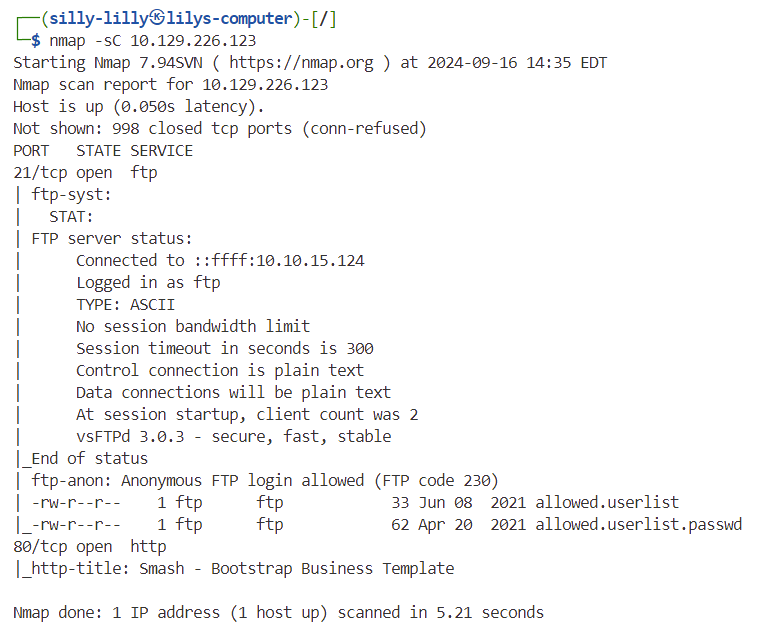 ┌──(silly-lilly㉿lilys-computer)-[/]
└─$ nmap -sC 10.129.226.123
Starting Nmap 7.94SVN ( https://nmap.org ) at 2024-09-16 14:35 EDT
Nmap scan report for 10.129.226.123
Host is up (0.050s latency).
Not shown: 998 closed tcp ports (conn-refused)
PORT   STATE SERVICE
21/tcp open  ftp
| ftp-syst:
|   STAT:
| FTP server status:
|      Connected to ::ffff:10.10.15.124
|      Logged in as ftp
|      TYPE: ASCII
|      No session bandwidth limit
|      Session timeout in seconds is 300
|      Control connection is plain text
|      Data connections will be plain text
|      At session startup, client count was 2
|      vsFTPd 3.0.3 - secure, fast, stable
|_End of status
| ftp-anon: Anonymous FTP login allowed (FTP code 230)
| -rw-r--r--    1 ftp      ftp            33 Jun 08  2021 allowed.userlist
|_-rw-r--r--    1 ftp      ftp            62 Apr 20  2021 allowed.userlist.passwd
80/tcp open  http
|_http-title: Smash - Bootstrap Business Template
Nmap done: 1 IP address (1 host up) scanned in 5.21 seconds